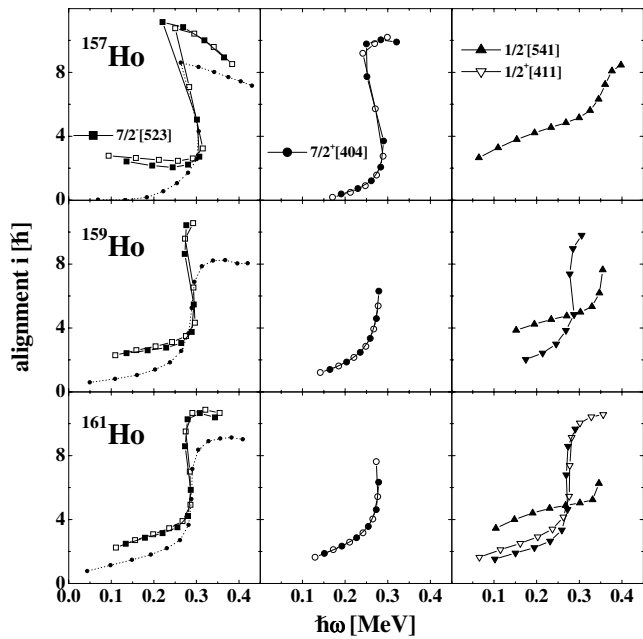 ¹⁵⁷Ho
7/2⁻[523]
7/2⁺[404]
1/2⁻[541]
1/2⁺[411]
10
8
4
0
¹⁵⁹Ho
alignment i [ħ]
8
4
0
¹⁶¹Ho
8
4
0
0.0 0.1 0.2 0.3 0.4 0.1 0.2 0.3 0.4 0.1 0.2 0.3 0.4
ħω [MeV]